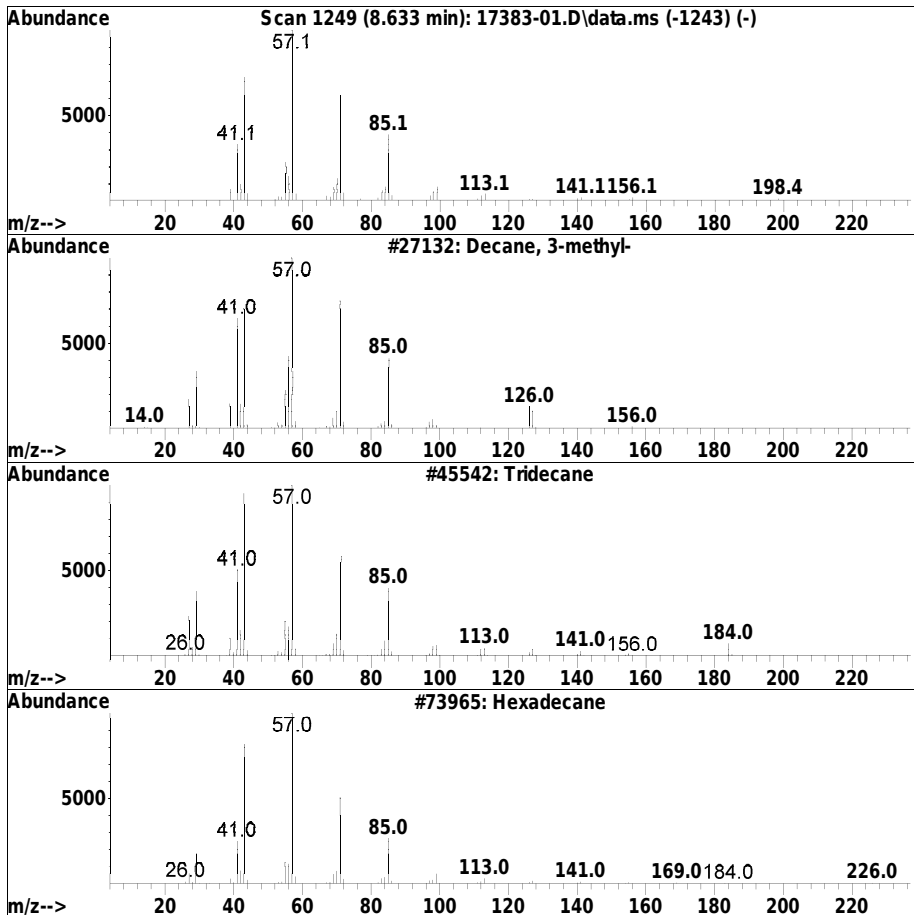 Abundance Scan 1249 (8.633 min): 17383-01.D\data.ms (-1243) (-)
57.1
5000
41.1 85.1
113.1 141.1 156.1 198.4
m/z--> 20 40 60 80 100 120 140 160 180 200 220
Abundance #27132: Decane, 3-methyl-
57.0
41.0
5000 85.0
126.0
14.0 156.0
m/z--> 20 40 60 80 100 120 140 160 180 200 220
Abundance #45542: Tridecane
57.0
5000 41.0
85.0
26.0 113.0 141.0 156.0 184.0
m/z--> 20 40 60 80 100 120 140 160 180 200 220
Abundance #73965: Hexadecane
57.0
5000
41.0 85.0
26.0 113.0 141.0 169.0 184.0 226.0
m/z--> 20 40 60 80 100 120 140 160 180 200 220